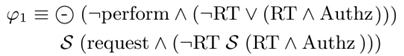 φ₁ ≡ ⊖ (¬perform ∧ (¬RT ∨ (RT ∧ Authz)))
𝒮 (request ∧ (¬RT 𝒮 (RT ∧ Authz )))